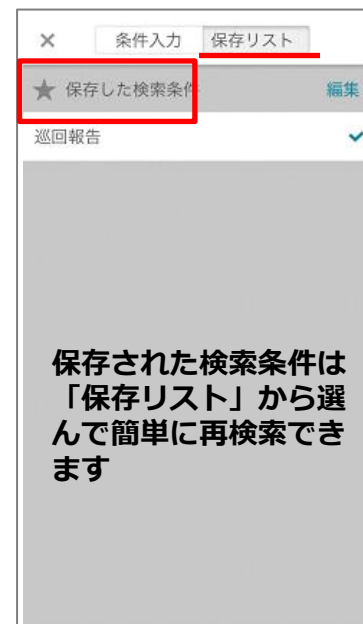 × 条件入力 保存リスト
★ 保存した検索条件 編集
巡回報告 ✓
保存された検索条件は
「保存リスト」から選
んで簡単に再検索でき
ます